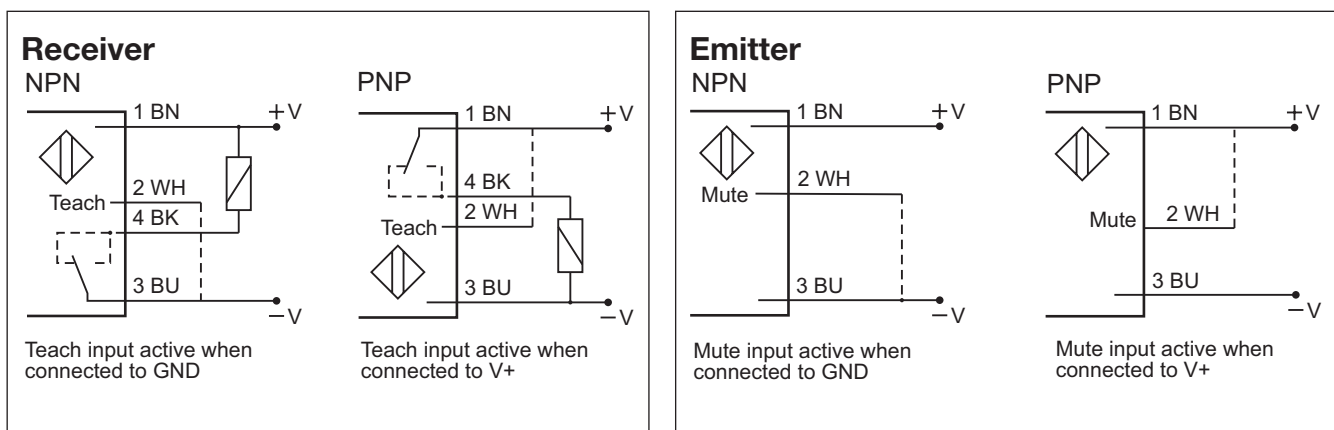 Receiver
NPN
1 BN
+V
2 WH
Teach
4 BK
3 BU
−V
Teach input active when
connected to GND
PNP
1 BN
+V
4 BK
2 WH
Teach
3 BU
−V
Teach input active when
connected to V+
Emitter
NPN
1 BN
+V
2 WH
Mute
3 BU
−V
Mute input active when
connected to GND
PNP
1 BN
+V
Mute
2 WH
3 BU
−V
Mute input active when
connected to V+